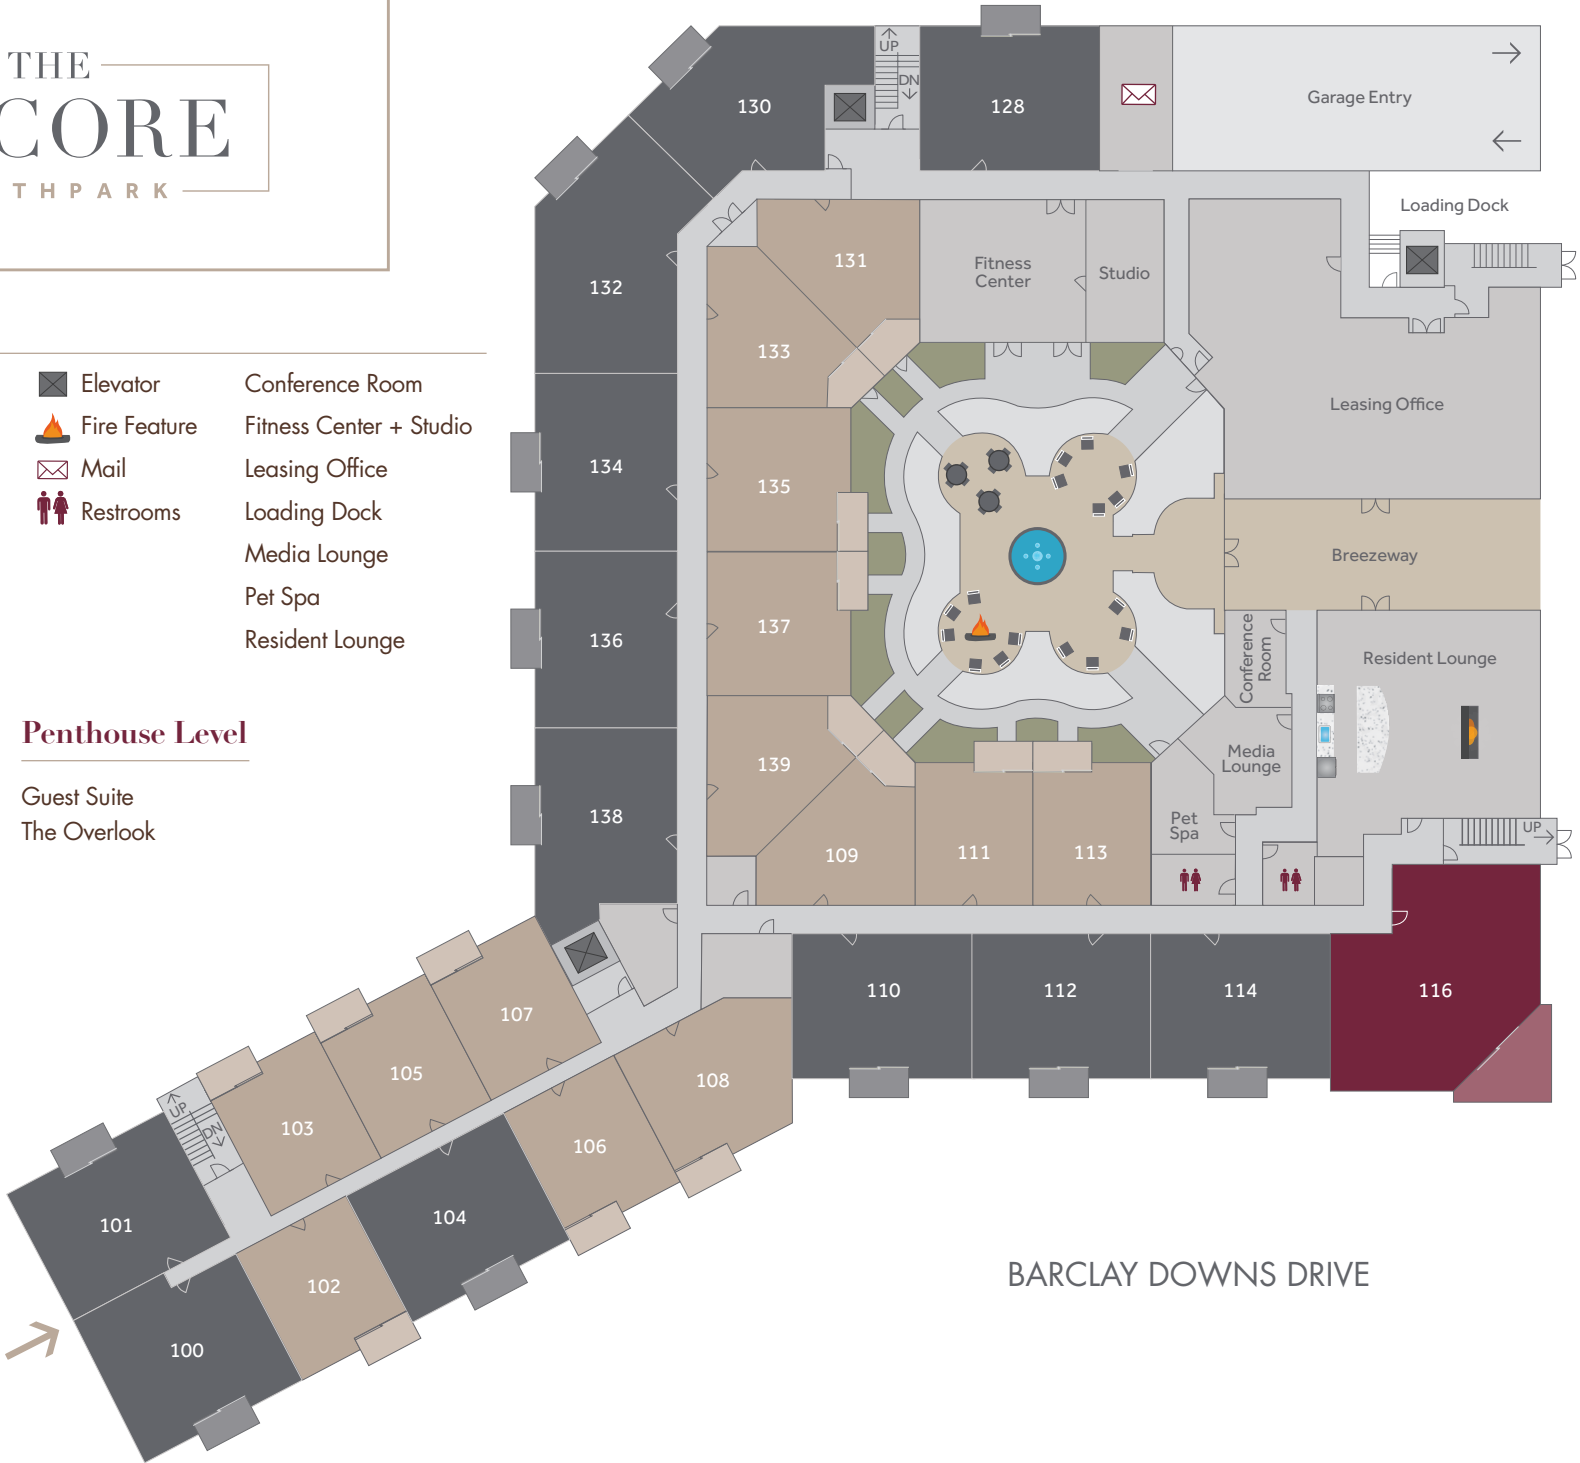 THE
CORE
THPARK
Elevator
Fire Feature
Mail
Restrooms
Conference Room
Fitness Center + Studio
Leasing Office
Loading Dock
Media Lounge
Pet Spa
Resident Lounge
Penthouse Level
Guest Suite
The Overlook
UP
DN
130
128
Garage Entry
Loading Dock
131
Fitness
Center
Studio
132
133
Leasing Office
134
135
Breezeway
136
137
Conference
Room
Resident Lounge
Media
Lounge
139
138
Pet
Spa
UP
109
111
113
110
112
114
116
107
105
103
108
106
UP
DN
101
104
102
100
BARCLAY DOWNS DRIVE